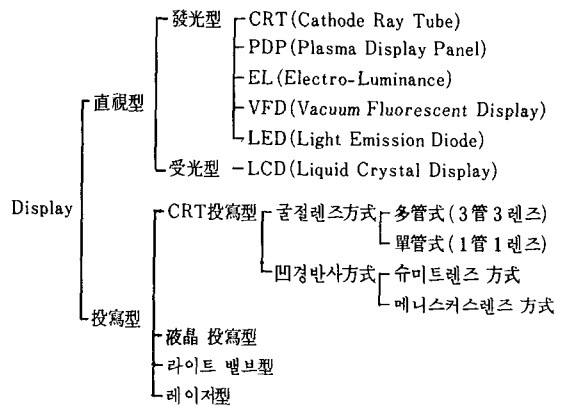 發光型 CRT(Cathode Ray Tube)
PDP(Plasma Display Panel)
EL(Electro-Luminance)
直視型 VFD(Vacuum Fluorescent Display)
LED(Light Emission Diode)
受光型 LCD(Liquid Crystal Display)
Display
CRT投寫型 굴절렌즈方式 多管式(3管3렌즈)
單管式(1管1렌즈)
凹경반사方式 슈미트렌즈 方式
메니스커스렌즈 方式
投寫型
液晶 投寫型
라이트 밸브型
레이저型